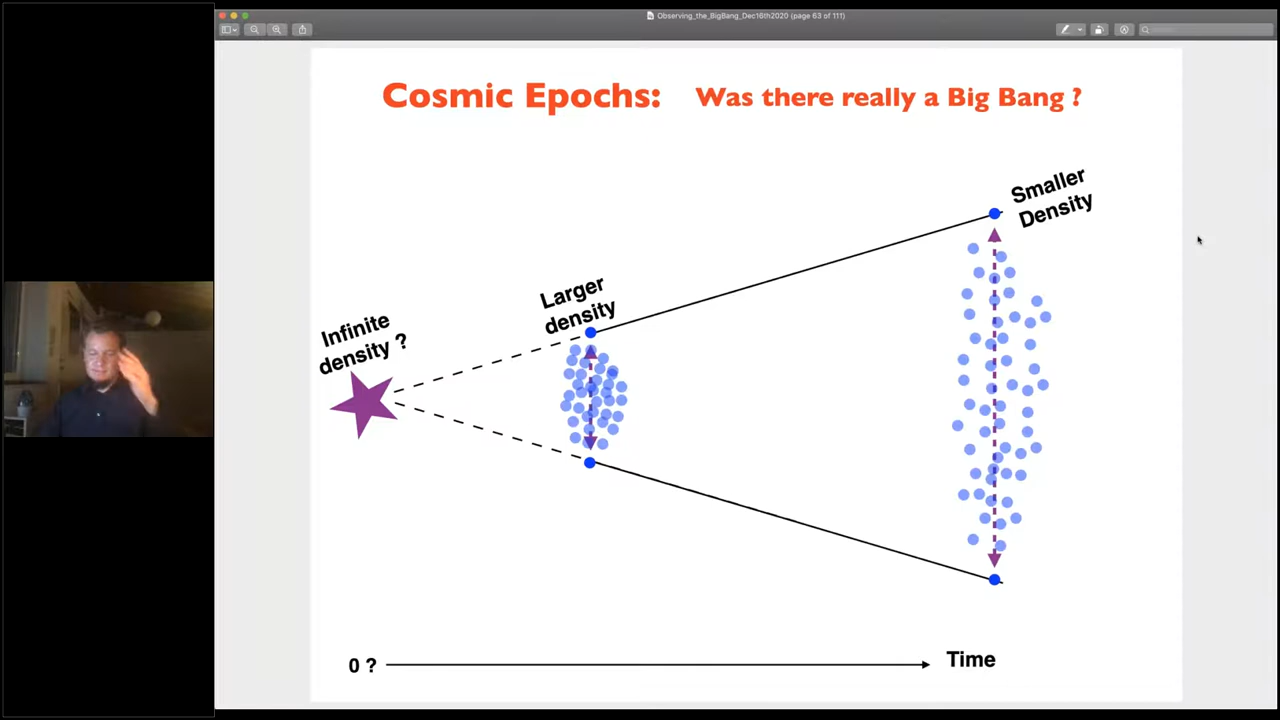 Observing_the_BigBang_Dec16th2020 (page 63 of 111)
Cosmic Epochs: Was there really a Big Bang ?
Smaller
Density
Larger
density
Infinite
density ?
0 ?
Time